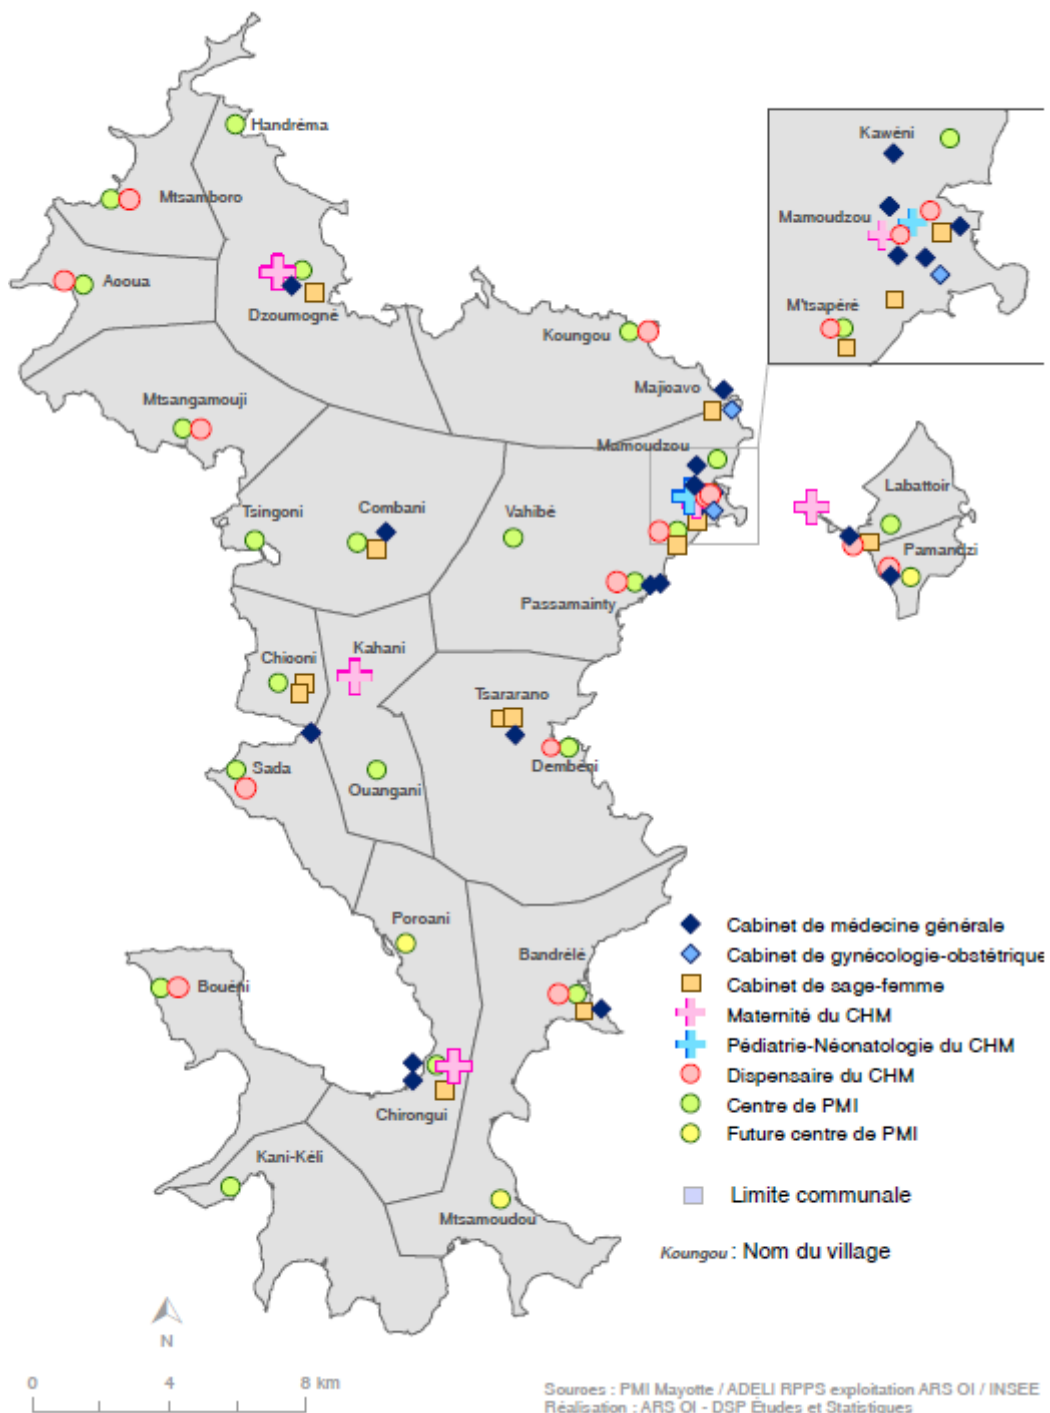 Handréma
Kawéni
Mtsamboro
Mamoudzou
Acoua
M'tsapéré
Dzoumogné
Koungou
Majicavo
Mtsangamouji
Mamoudzou
Labattoir
Tsingoni
Combani
Vahibé
Pamandzi
Passamainty
Kahani
Chiconi
Tsararano
Sada
Dembéni
Ouangani
Poroani
Bandrélé
Bouéni
Chirongui
Kani-Kéli
Mtsamoudou
Cabinet de médecine générale
Cabinet de gynécologie-obstétrique
Cabinet de sage-femme
Maternité du CHM
Pédiatrie-Néonatologie du CHM
Dispensaire du CHM
Centre de PMI
Future centre de PMI
Limite communale
Koungou : Nom du village
N
0 4 8 km
Sources : PMI Mayotte / ADELI RPPS exploitation ARS OI / INSEE
Réalisation : ARS OI - DSP Études et Statistiques